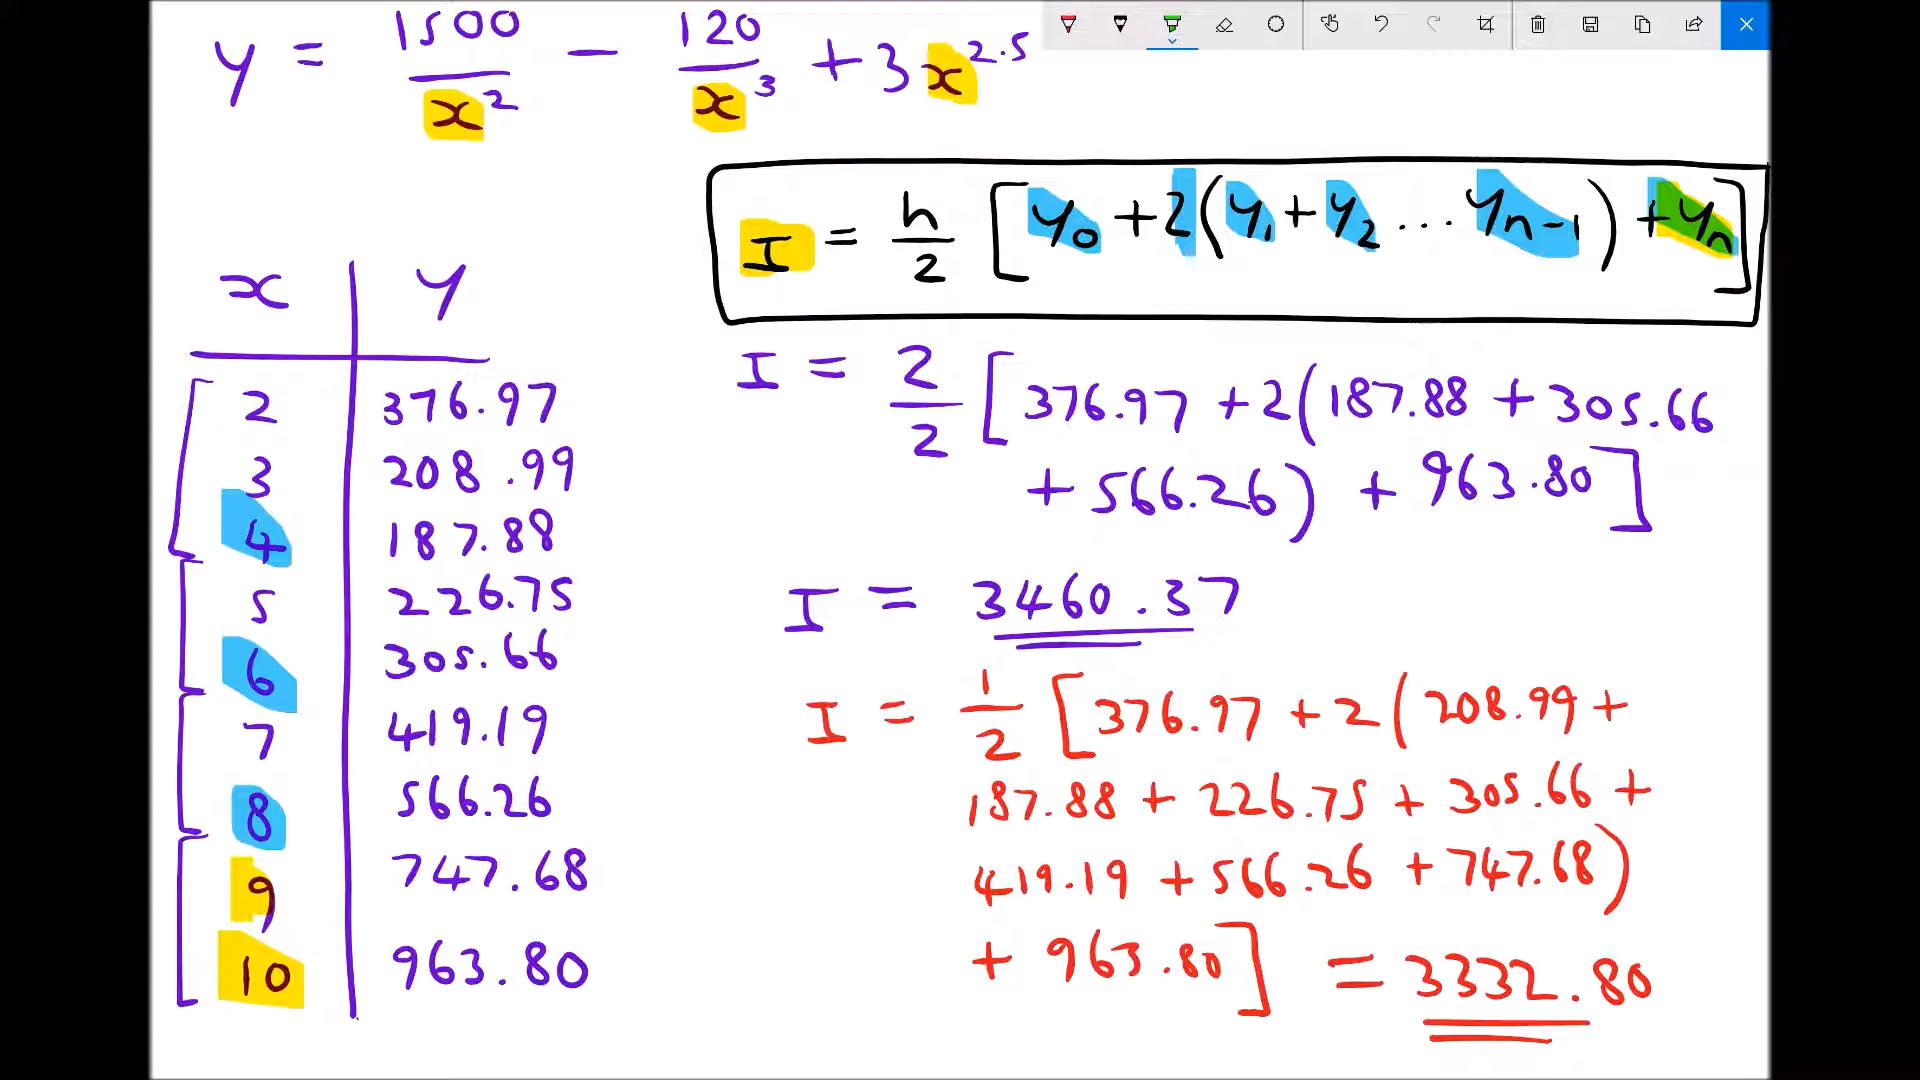 y = 1500/x² − 120/x³ + 3x^2.5
I = h/2 [y₀ + 2(y₁ + y₂ ... yₙ₋₁) + yₙ]
x | y
2 | 376.97
3 | 208.99
4 | 187.88
5 | 226.75
6 | 305.66
7 | 419.19
8 | 566.26
9 | 747.68
10 | 963.80
I = 2/2 [376.97 + 2(187.88 + 305.66
+ 566.26) + 963.80]
I = 3460.37
I = 1/2 [376.97 + 2(208.99 +
187.88 + 226.75 + 305.66 +
419.19 + 566.26 + 747.68)
+ 963.80] = 3332.80